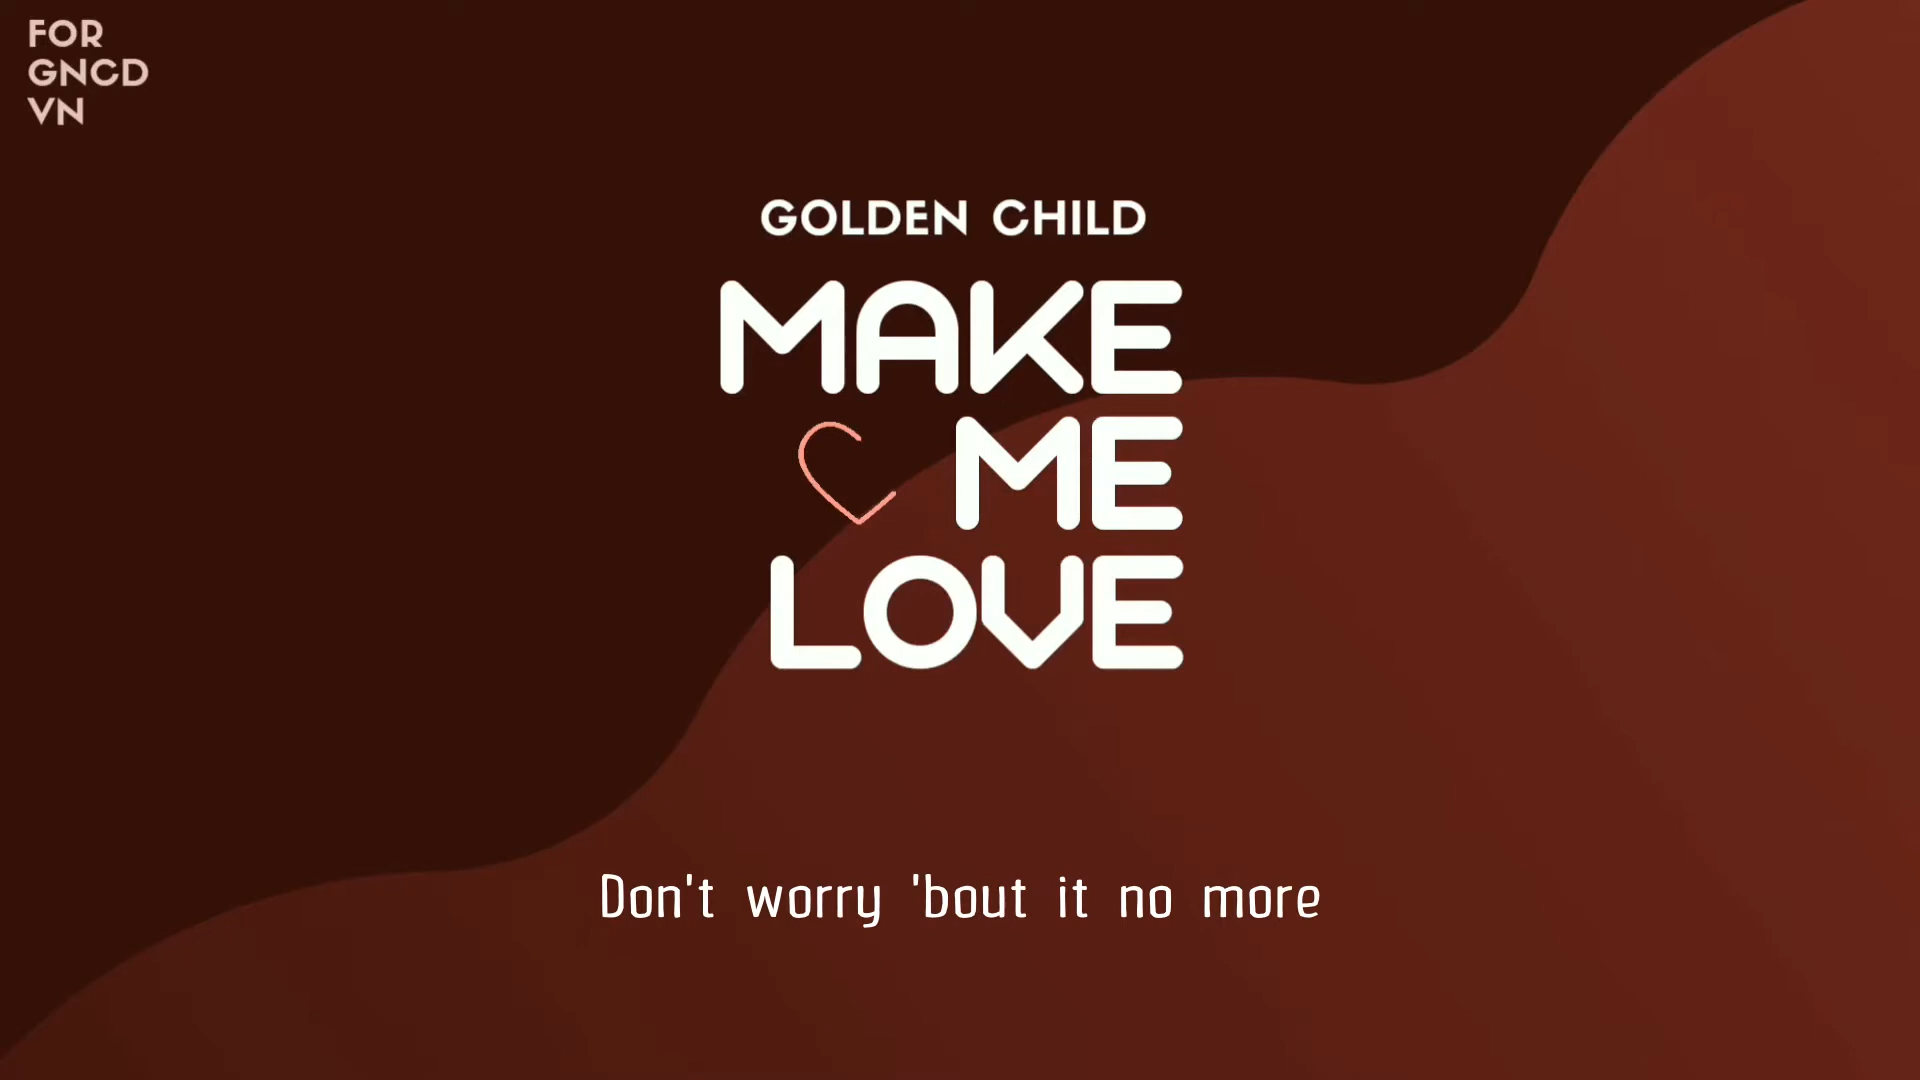 FOR
GNCD
VN
GOLDEN CHILD
MAKE
ME
LOVE
Don't worry 'bout it no more